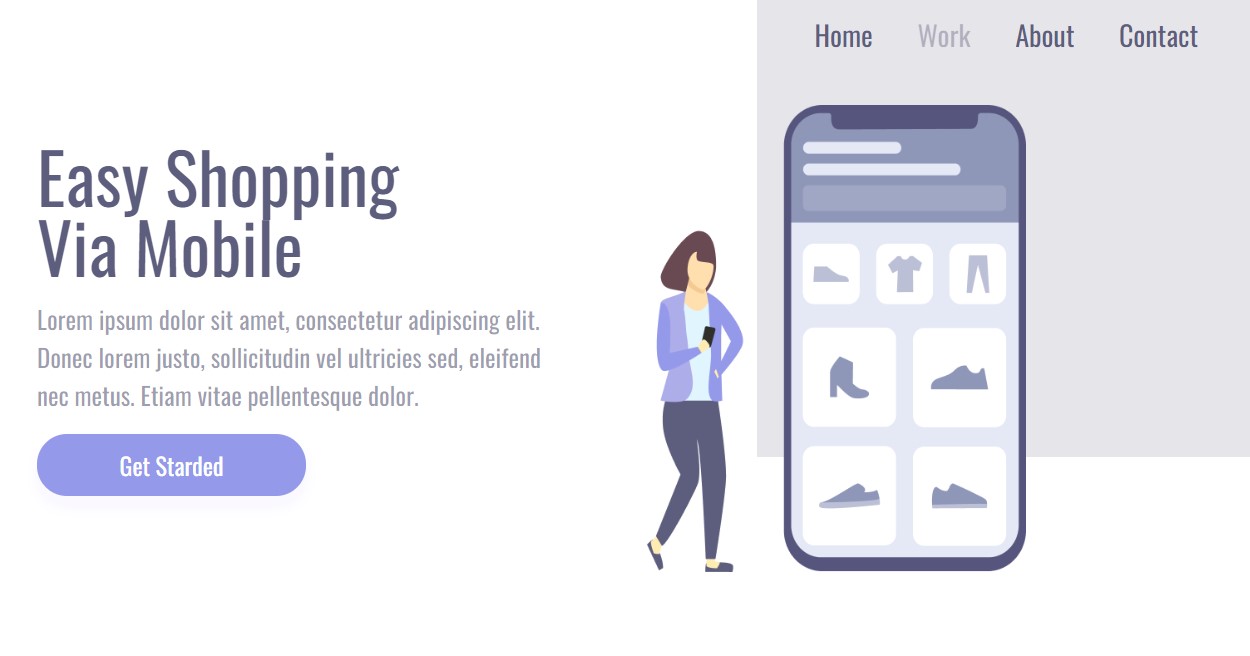 Home Work About Contact
Easy Shopping
Via Mobile
Lorem ipsum dolor sit amet, consectetur adipiscing elit.
Donec lorem justo, sollicitudin vel ultricies sed, eleifend
nec metus. Etiam vitae pellentesque dolor.
Get Starded